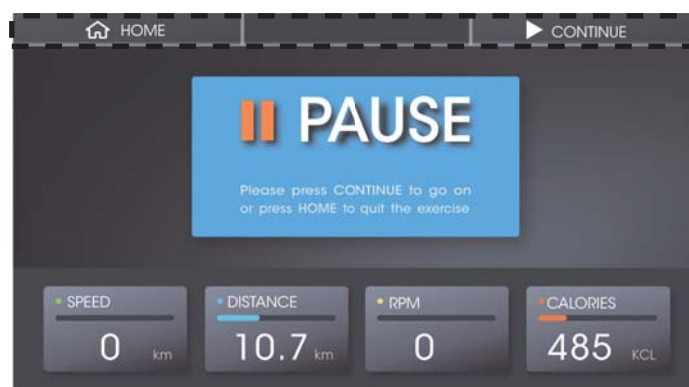 HOME
CONTINUE
PAUSE
Please press CONTINUE to go on
or press HOME to quit the exercise
SPEED
0 km
DISTANCE
10.7 km
RPM
0
CALORIES
485 KCL